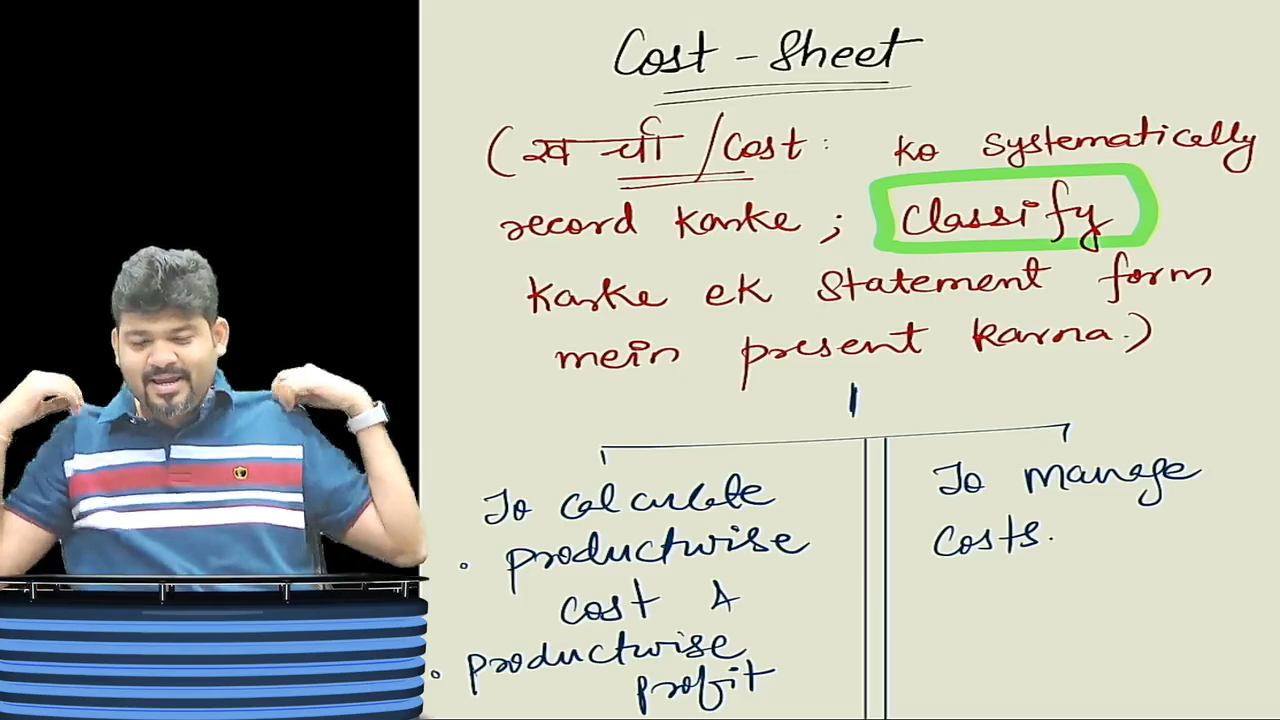 Cost - Sheet
(खर्चो / Cost : ko systematically
record karke ; Classify
karke ek statement form
mein present karna.)
To calculate
• productwise
cost &
• productwise
profit
To manage
costs.